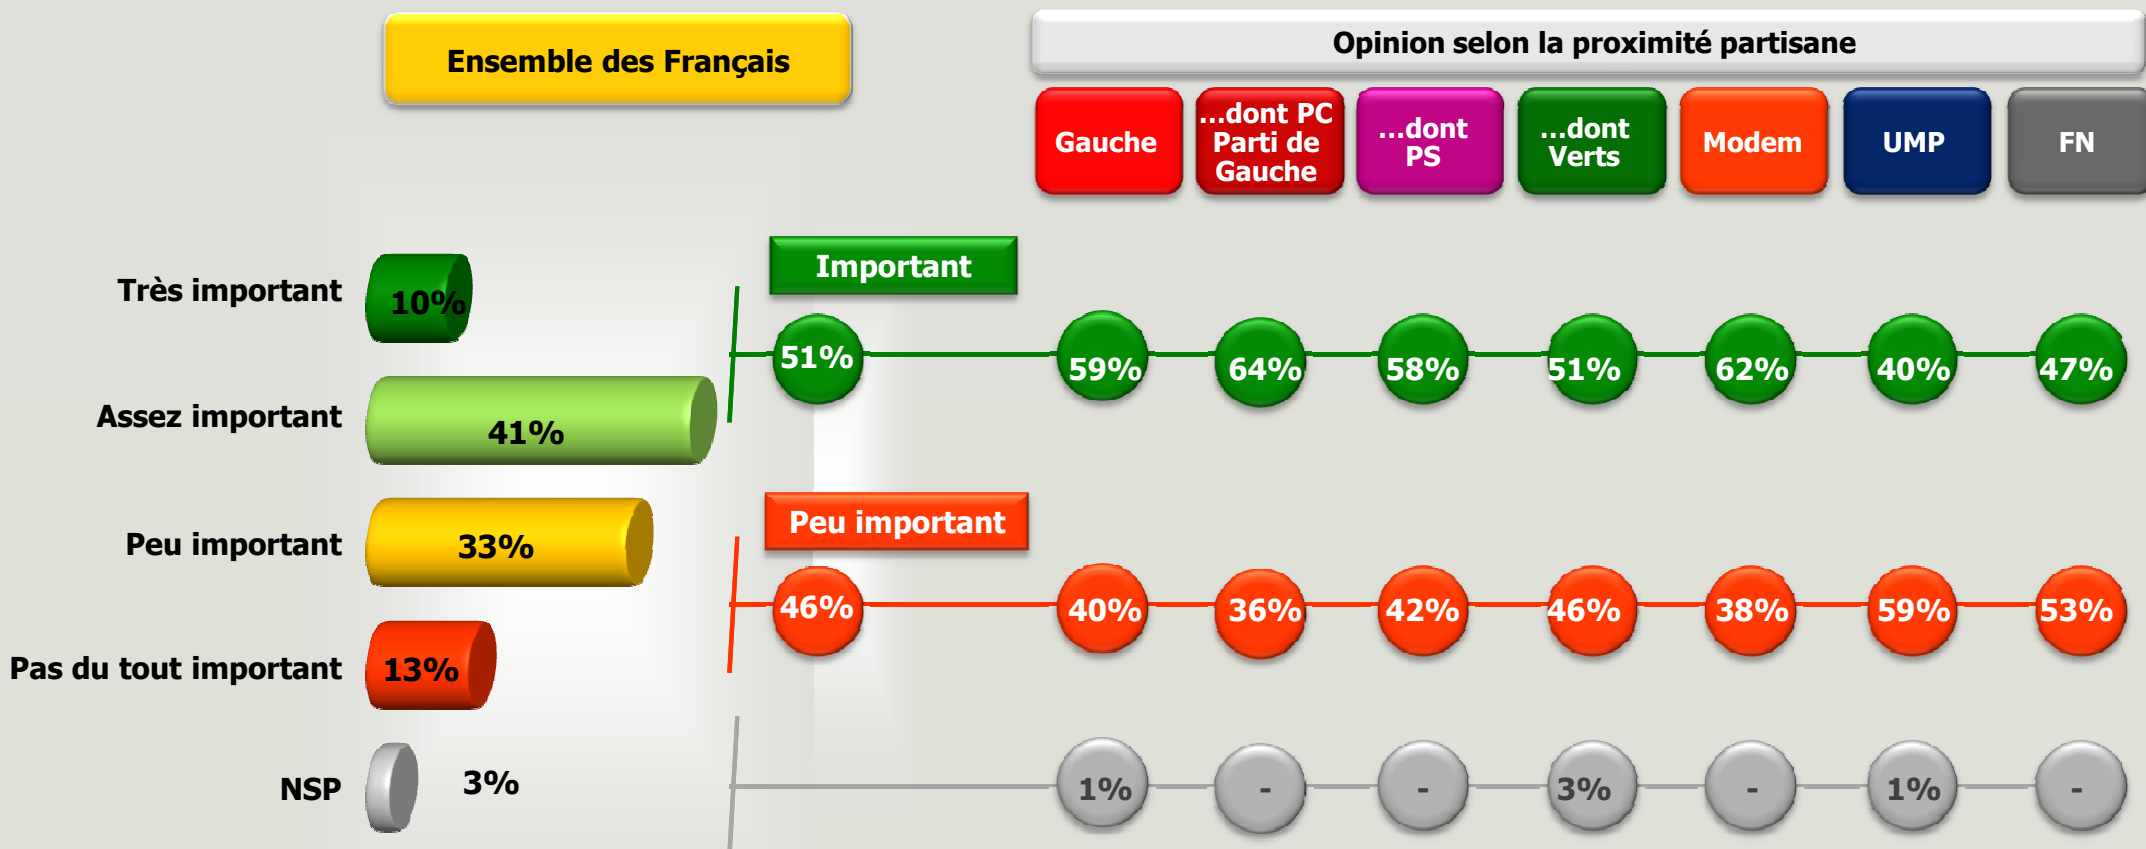 Ensemble des Français
Opinion selon la proximité partisane
Gauche
...dont PC
Parti de
Gauche
...dont
PS
...dont
Verts
Modem
UMP
FN
Important
Très important
10%
51%
59%
64%
58%
51%
62%
40%
47%
Assez important
41%
Peu important
Peu important
33%
46%
40%
36%
42%
46%
38%
59%
53%
Pas du tout important
13%
NSP
3%
1%
-
-
3%
-
1%
-